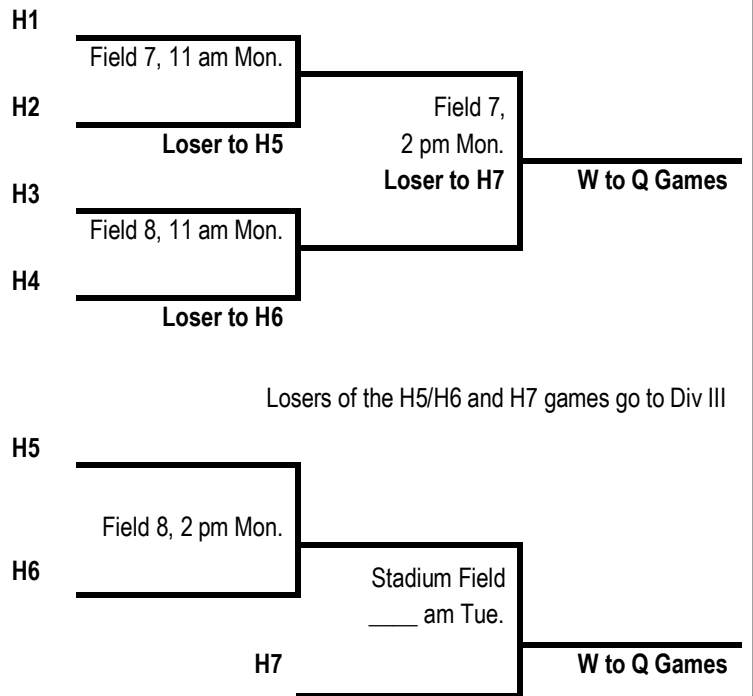 H1
Field 7, 11 am Mon.
H2
Loser to H5
Field 7,
2 pm Mon.
Loser to H7
W to Q Games
H3
Field 8, 11 am Mon.
H4
Loser to H6
Losers of the H5/H6 and H7 games go to Div III
H5
Field 8, 2 pm Mon.
H6
Stadium Field
____ am Tue.
H7
W to Q Games